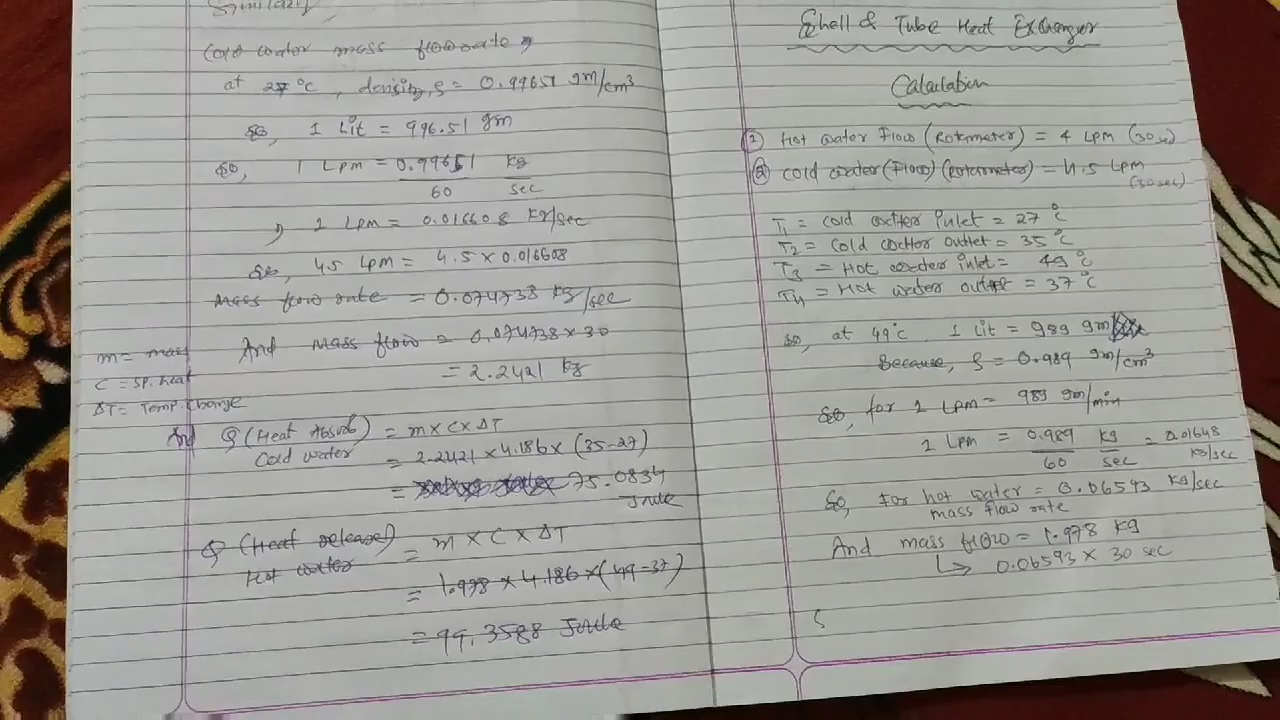 Similarly,
Cold water mass flow rate ⇒
at 27 °C, density, ρ = 0.99651 gm/cm³
So, 1 Lit = 996.51 gm
So, 1 LPM = 0.99651/60 kg/sec
⇒ 1 LPM = 0.016608 Kg/sec
So, 4.5 LPM = 4.5 x 0.016608
Mass flow rate = 0.074738 Kg/sec
And Mass flow = 0.074738 x 30
= 2.2421 Kg
m = mass
C = SP. heat
ΔT = Temp. Change
And Q (Heat Absorb) Cold water = m x C x ΔT
= 2.2421 x 4.186 x (35-27)
= 75.0834 Joule
Q (Heat released) Hot water = m x C x ΔT
= 1.978 x 4.186 x (49-37)
= 99.3588 Joule
Shell & Tube Heat Exchanger
Calculation
① Hot water Flow (Rotameter) = 4 LPM (30 sec)
② Cold water (Flow) (Rotameter) = 4.5 LPM (30 sec)
T₁ = Cold water inlet = 27 °C
T₂ = Cold water outlet = 35 °C
T₃ = Hot water inlet = 49 °C
T₄ = Hot water outlet = 37 °C
So, at 49°C 1 Lit = 989 gm
Because, ρ = 0.989 gm/cm³
So, for 1 LPM = 989 gm/min
1 LPM = 0.989/60 kg/sec = 0.01648 Kg/sec
So, For hot water mass flow rate = 0.06593 Kg/sec
And mass flow = 1.978 Kg
↳ 0.06593 x 30 sec